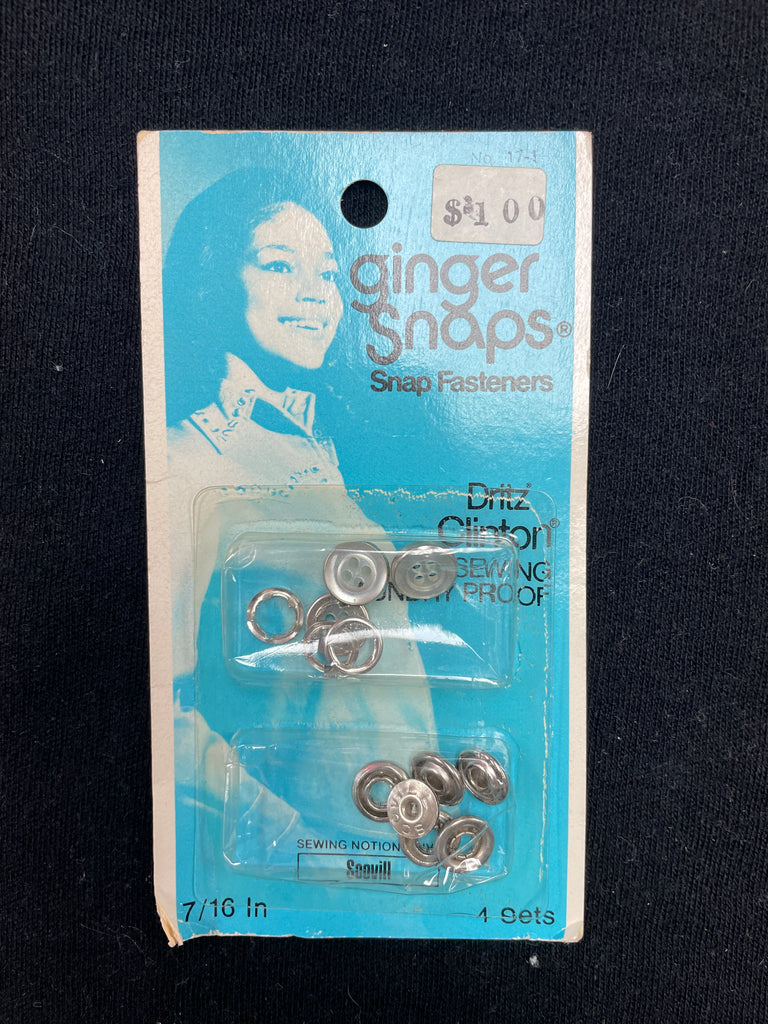 No. 17-1
$1 00
ginger
Snaps®
Snap Fasteners
Dritz®
Clinton®
SEWING
PROOF
SEWING NOTION
Scovill
7/16 In
4 Sets